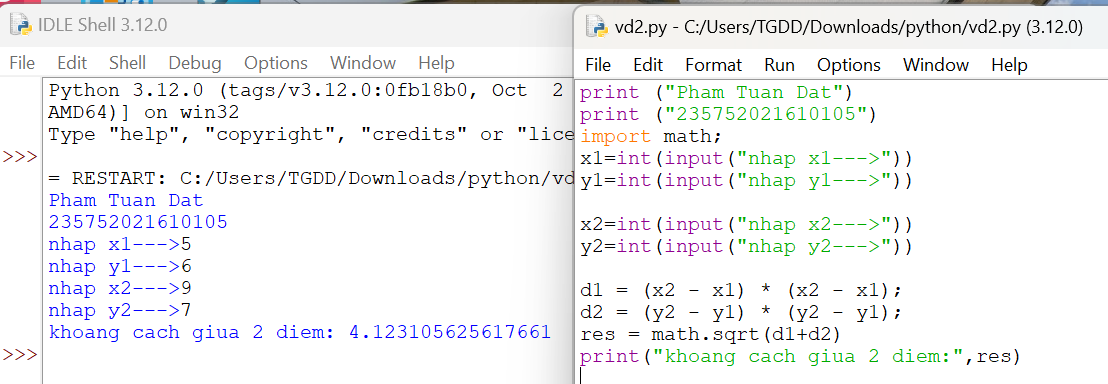 IDLE Shell 3.12.0
File Edit Shell Debug Options Window Help
Python 3.12.0 (tags/v3.12.0:0fb18b0, Oct 2
AMD64)] on win32
Type "help", "copyright", "credits" or "lice
>>>
= RESTART: C:/Users/TGDD/Downloads/python/vd
Pham Tuan Dat
235752021610105
nhap x1--->5
nhap y1--->6
nhap x2--->9
nhap y2--->7
khoang cach giua 2 diem: 4.123105625617661
>>>
vd2.py - C:/Users/TGDD/Downloads/python/vd2.py (3.12.0)
File Edit Format Run Options Window Help
print ("Pham Tuan Dat")
print ("235752021610105")
import math;
x1=int(input("nhap x1--->"))
y1=int(input("nhap y1--->"))
x2=int(input("nhap x2--->"))
y2=int(input("nhap y2--->"))
d1 = (x2 - x1) * (x2 - x1);
d2 = (y2 - y1) * (y2 - y1);
res = math.sqrt(d1+d2)
print("khoang cach giua 2 diem:",res)